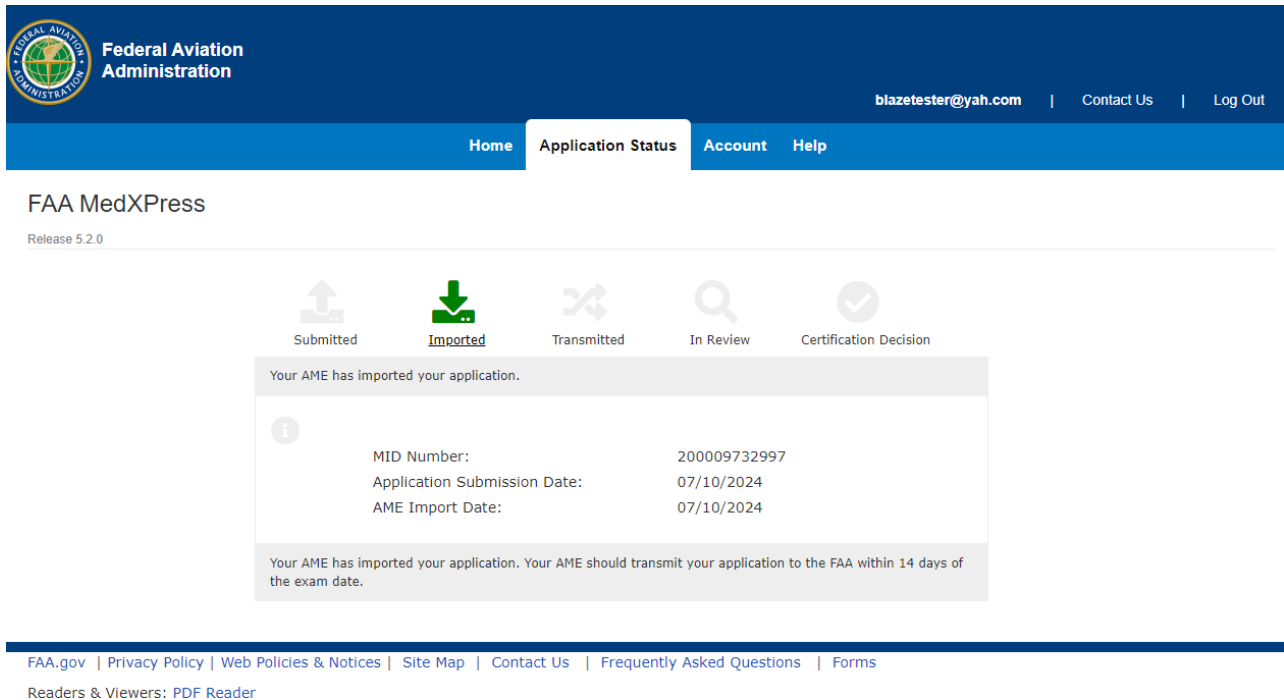 FEDERAL AVIATION
ADMINISTRATION
Federal Aviation
Administration
blazetester@yah.com | Contact Us | Log Out
Home Application Status Account Help
FAA MedXPress
Release 5.2.0
Submitted Imported Transmitted In Review Certification Decision
Your AME has imported your application.
MID Number: 200009732997
Application Submission Date: 07/10/2024
AME Import Date: 07/10/2024
Your AME has imported your application. Your AME should transmit your application to the FAA within 14 days of
the exam date.
FAA.gov | Privacy Policy | Web Policies & Notices | Site Map | Contact Us | Frequently Asked Questions | Forms
Readers & Viewers: PDF Reader